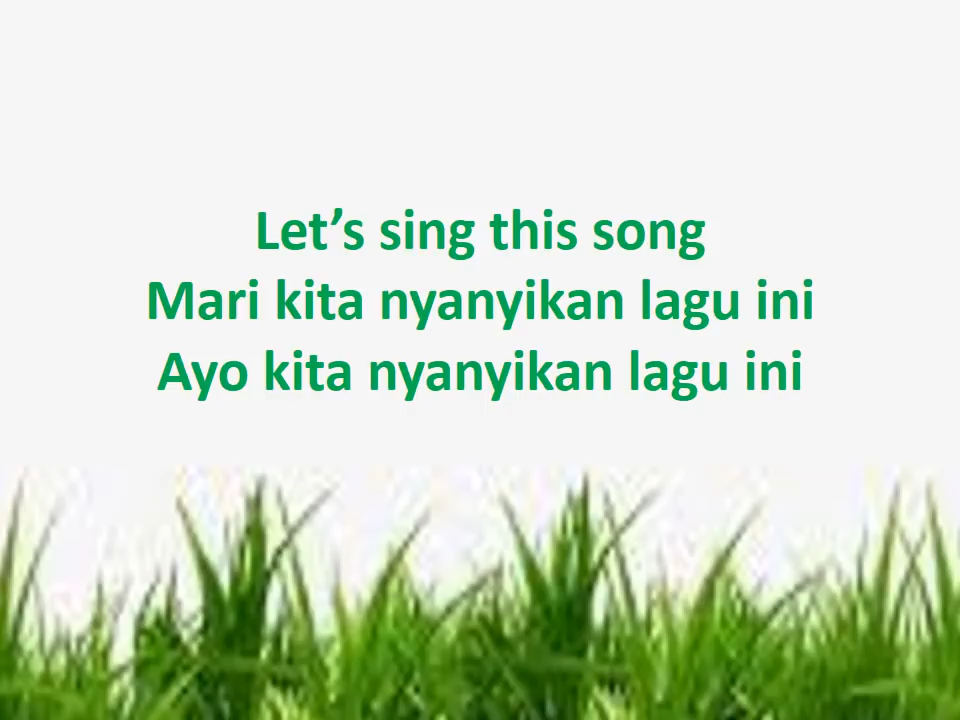 Let’s sing this song
Mari kita nyanyikan lagu ini
Ayo kita nyanyikan lagu ini